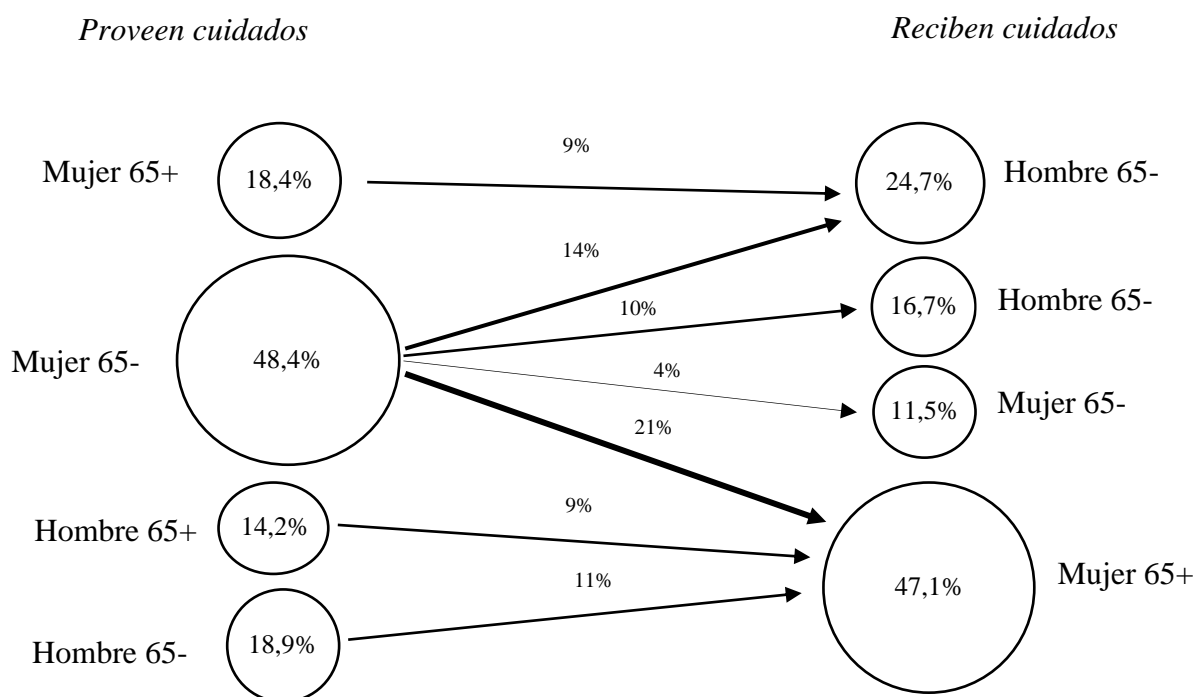 Proveen cuidados
Reciben cuidados
Mujer 65+
18,4%
9%
24,7%
Hombre 65-
14%
10%
16,7%
Hombre 65-
Mujer 65-
48,4%
4%
11,5%
Mujer 65-
21%
Hombre 65+
14,2%
9%
11%
47,1%
Mujer 65+
Hombre 65-
18,9%